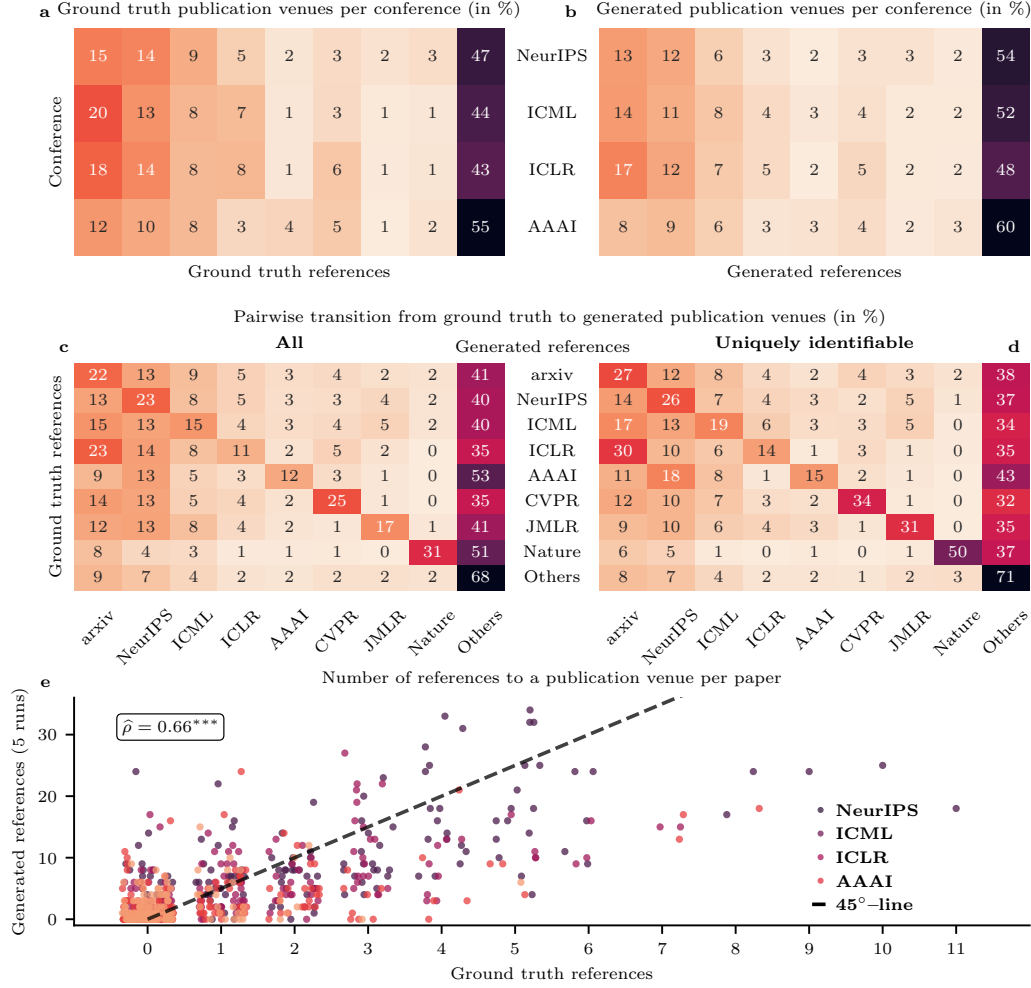 a Ground truth publication venues per conference (in %)
b Generated publication venues per conference (in %)
Conference
15 14 9 5 2 3 2 3 47 NeurIPS 13 12 6 3 2 3 3 2 54
20 13 8 7 1 3 1 1 44 ICML 14 11 8 4 3 4 2 2 52
18 14 8 8 1 6 1 1 43 ICLR 17 12 7 5 2 5 2 2 48
12 10 8 3 4 5 1 2 55 AAAI 8 9 6 3 3 4 2 3 60
Ground truth references Generated references
Pairwise transition from ground truth to generated publication venues (in %)
c All Generated references Uniquely identifiable d
Ground truth references
22 13 9 5 3 4 2 2 41 arxiv 27 12 8 4 2 4 3 2 38
13 23 8 5 3 3 4 2 40 NeurIPS 14 26 7 4 3 2 5 1 37
15 13 15 4 3 4 5 2 40 ICML 17 13 19 6 3 3 5 0 34
23 14 8 11 2 5 2 0 35 ICLR 30 10 6 14 1 3 1 0 35
9 13 5 3 12 3 1 0 53 AAAI 11 18 8 1 15 2 1 0 43
14 13 5 4 2 25 1 0 35 CVPR 12 10 7 3 2 34 1 0 32
12 13 8 4 2 1 17 1 41 JMLR 9 10 6 4 3 1 31 0 35
8 4 3 1 1 1 0 31 51 Nature 6 5 1 0 1 0 1 50 37
9 7 4 2 2 2 2 2 68 Others 8 7 4 2 2 1 2 3 71
arxiv NeurIPS ICML ICLR AAAI CVPR JMLR Nature Others arxiv NeurIPS ICML ICLR AAAI CVPR JMLR Nature Others
e Number of references to a publication venue per paper
Generated references (5 runs)
30
20
10
0
ρ̂ = 0.66***
NeurIPS
ICML
ICLR
AAAI
45°–line
0 1 2 3 4 5 6 7 8 9 10 11
Ground truth references